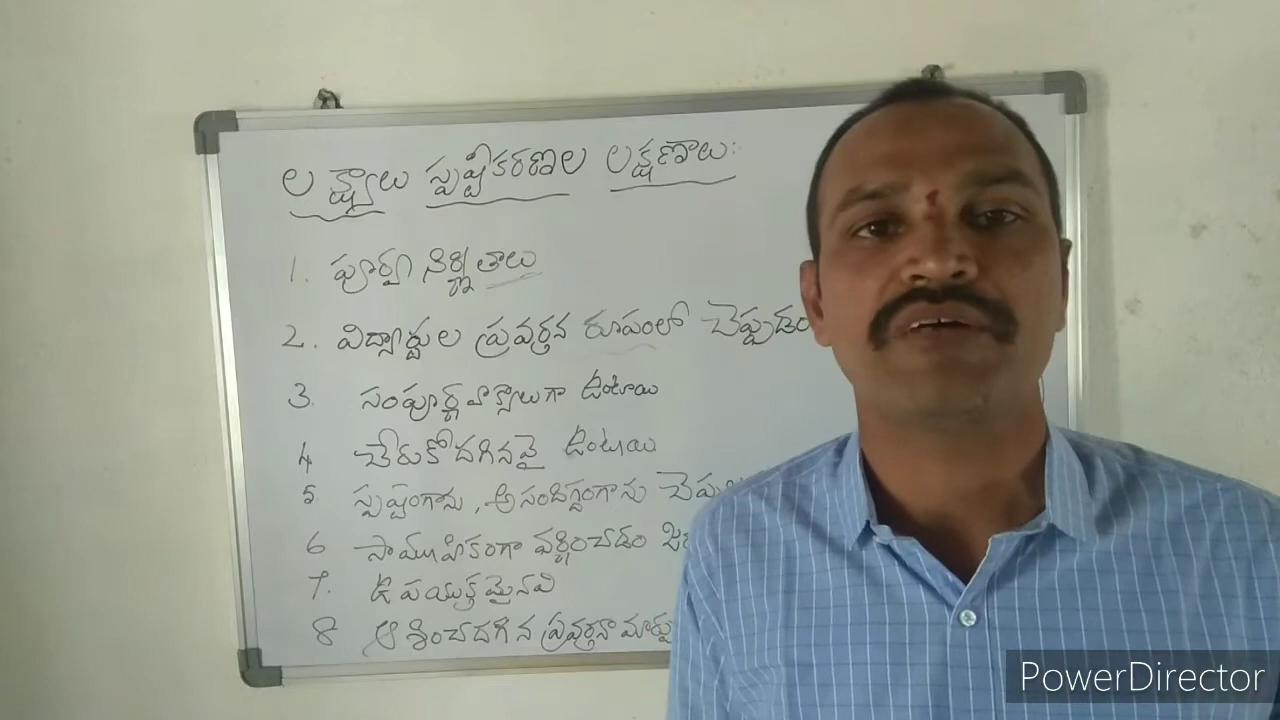 లక్ష్యాలు స్పష్టీకరణల లక్షణాలు:
1. పూర్వ నిర్ణితాలు
2. విద్యార్థుల ప్రవర్తన రూపంలో చెప్పుడం
3. సంపూర్ణ వాక్యాలుగా ఉంటాయి
4 చేరుకోదగినవై ఉంటాయి
5 స్పష్టంగాను, అసందిగ్దంగాను
6 సామూహికంగా వర్ణించడం
7. ఉపయుక్తమైనవి
8 ఆశించదగిన ప్రవర్తనా
PowerDirector